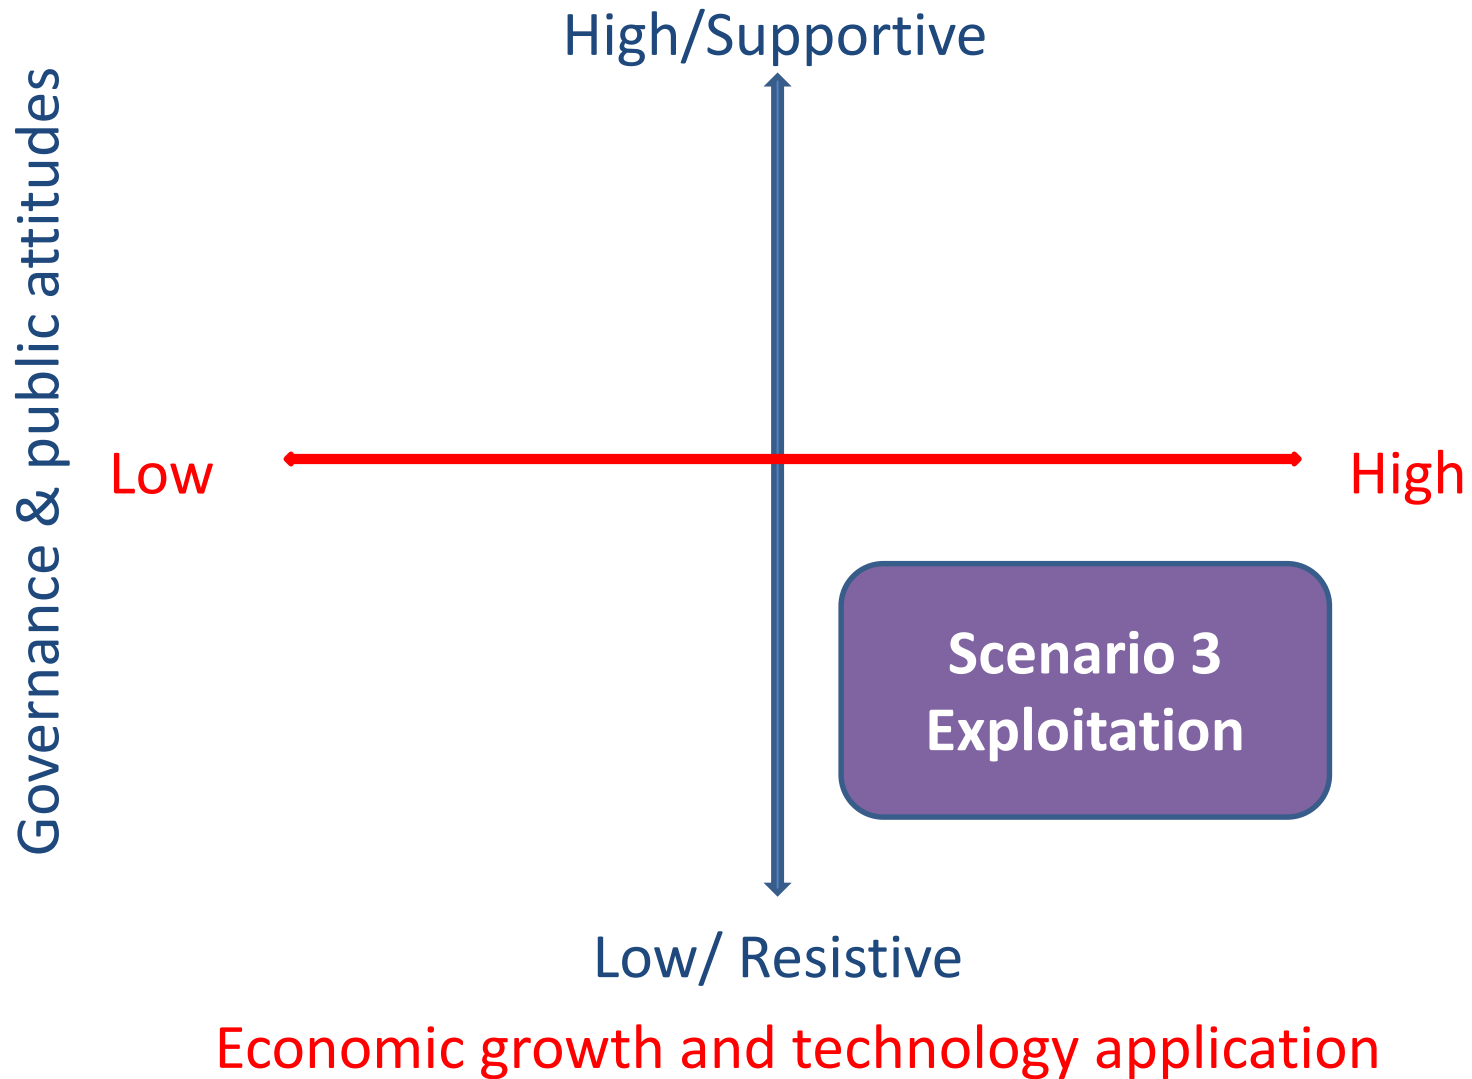 High/Supportive
Governance & public attitudes
Low
High
Scenario 3
Exploitation
Low/ Resistive
Economic growth and technology application